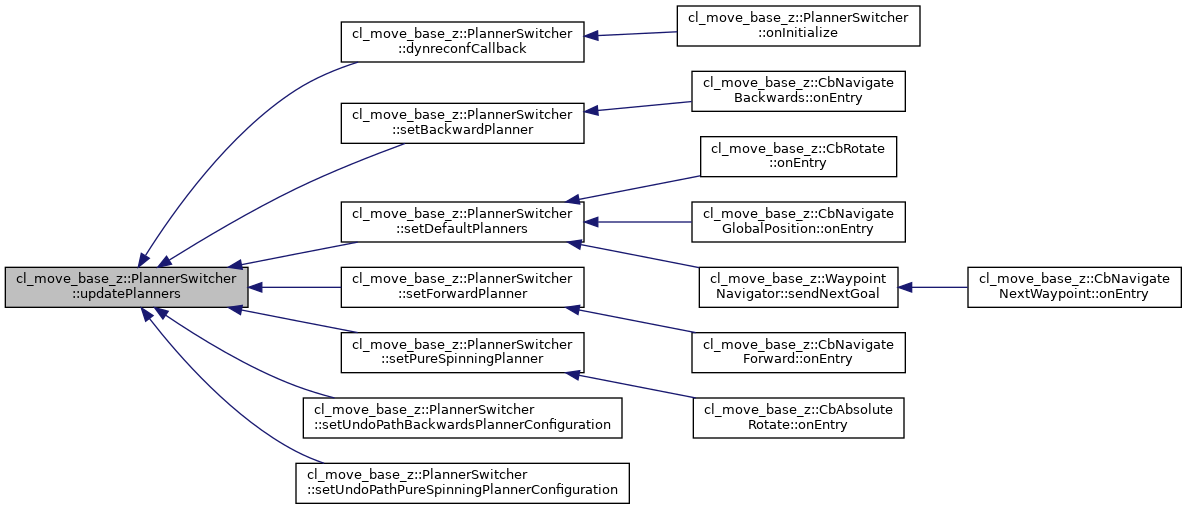 cl_move_base_z::PlannerSwitcher
::updatePlanners
cl_move_base_z::PlannerSwitcher
::dynreconfCallback
cl_move_base_z::PlannerSwitcher
::onInitialize
cl_move_base_z::PlannerSwitcher
::setBackwardPlanner
cl_move_base_z::CbNavigate
Backwards::onEntry
cl_move_base_z::PlannerSwitcher
::setDefaultPlanners
cl_move_base_z::CbRotate
::onEntry
cl_move_base_z::CbNavigate
GlobalPosition::onEntry
cl_move_base_z::Waypoint
Navigator::sendNextGoal
cl_move_base_z::CbNavigate
NextWaypoint::onEntry
cl_move_base_z::PlannerSwitcher
::setForwardPlanner
cl_move_base_z::CbNavigate
Forward::onEntry
cl_move_base_z::PlannerSwitcher
::setPureSpinningPlanner
cl_move_base_z::CbAbsolute
Rotate::onEntry
cl_move_base_z::PlannerSwitcher
::setUndoPathBackwardsPlannerConfiguration
cl_move_base_z::PlannerSwitcher
::setUndoPathPureSpinningPlannerConfiguration